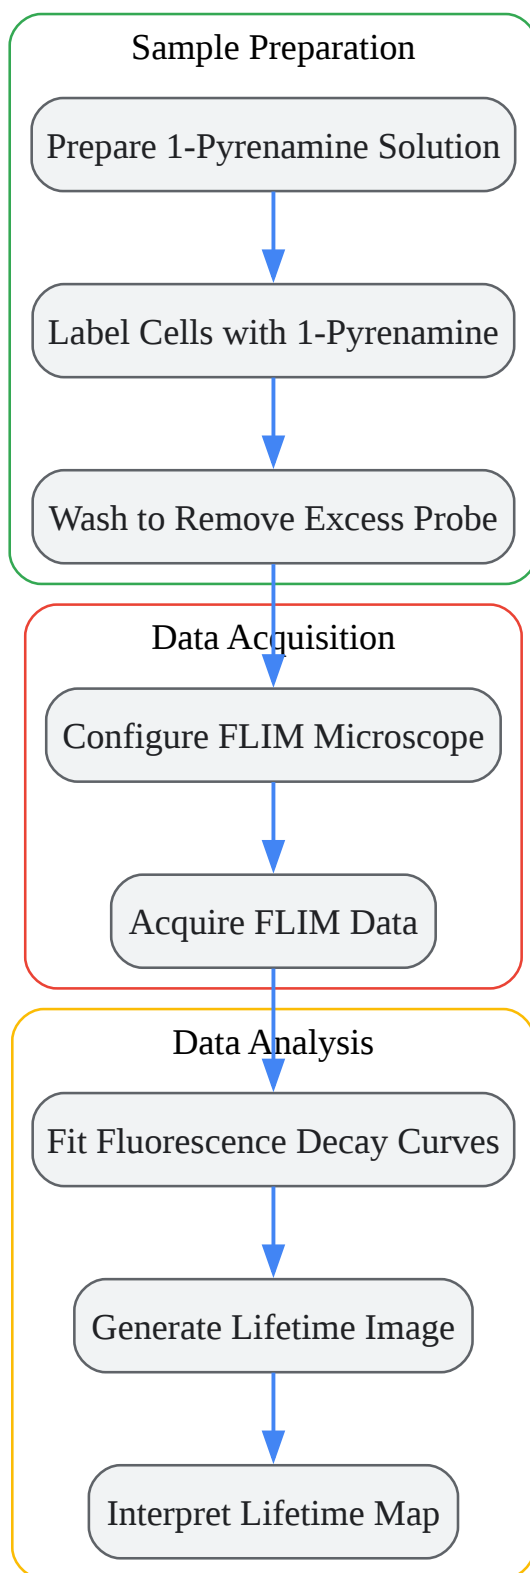 Sample Preparation
Prepare 1-Pyrenamine Solution
Label Cells with 1-Pyrenamine
Wash to Remove Excess Probe
Data Acquisition
Configure FLIM Microscope
Acquire FLIM Data
Data Analysis
Fit Fluorescence Decay Curves
Generate Lifetime Image
Interpret Lifetime Map